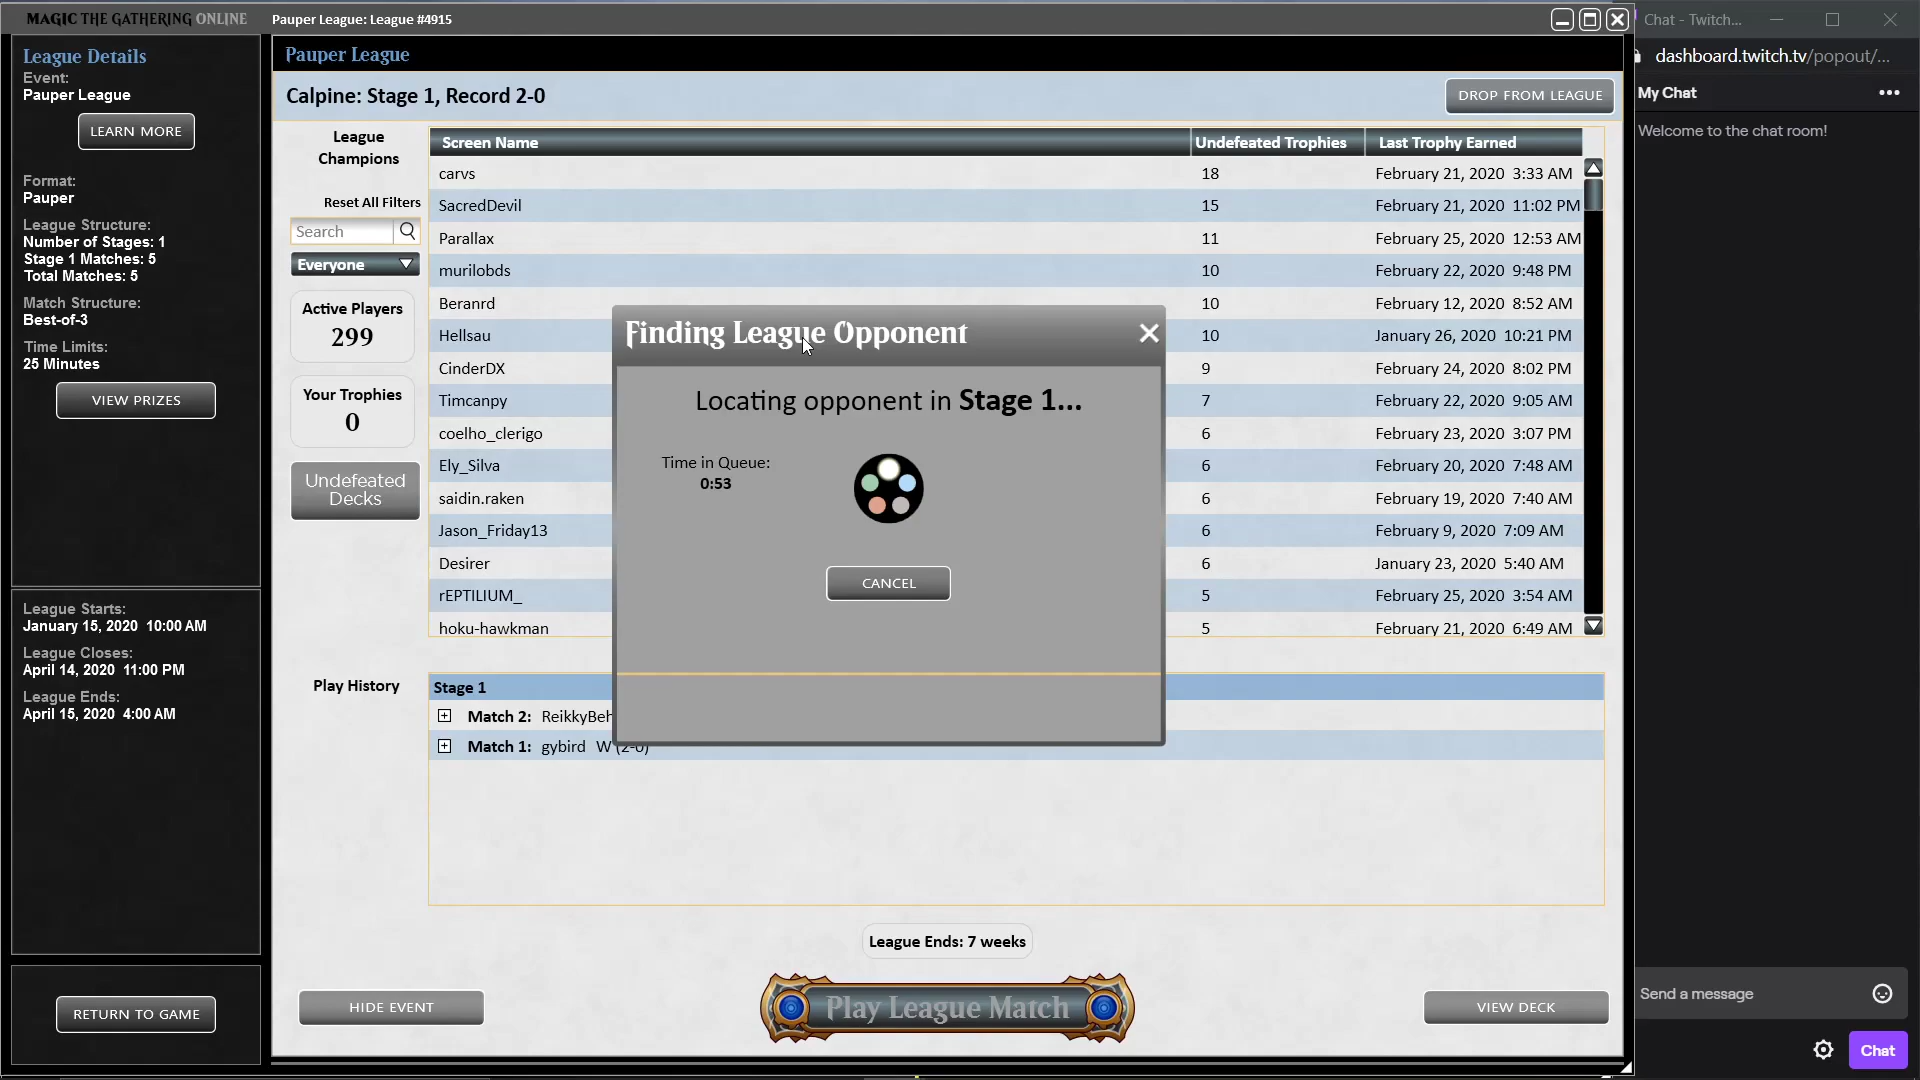 MAGIC THE GATHERING ONLINE
Pauper League: League #4915
Chat - Twitch...
dashboard.twitch.tv/popout/...
League Details
Event:
Pauper League
LEARN MORE
Format:
Pauper
League Structure:
Number of Stages: 1
Stage 1 Matches: 5
Total Matches: 5
Match Structure:
Best-of-3
Time Limits:
25 Minutes
VIEW PRIZES
League Starts:
January 15, 2020 10:00 AM
League Closes:
April 14, 2020 11:00 PM
League Ends:
April 15, 2020 4:00 AM
RETURN TO GAME
Pauper League
Calpine: Stage 1, Record 2-0
DROP FROM LEAGUE
League
Champions
Reset All Filters
Search
Everyone
Active Players
299
Your Trophies
0
Undefeated
Decks
Screen Name Undefeated Trophies Last Trophy Earned
carvs 18 February 21, 2020 3:33 AM
SacredDevil 15 February 21, 2020 11:02 PM
Parallax 11 February 25, 2020 12:53 AM
murilobds 10 February 22, 2020 9:48 PM
Beranrd 10 February 12, 2020 8:52 AM
Hellsau 10 January 26, 2020 10:21 PM
CinderDX 9 February 24, 2020 8:02 PM
Timcanpy 7 February 22, 2020 9:05 AM
coelho_clerigo 6 February 23, 2020 3:07 PM
Ely_Silva 6 February 20, 2020 7:48 AM
saidin.raken 6 February 19, 2020 7:40 AM
Jason_Friday13 6 February 9, 2020 7:09 AM
Desirer 6 January 23, 2020 5:40 AM
rEPTILIUM_ 5 February 25, 2020 3:54 AM
hoku-hawkman 5 February 21, 2020 6:49 AM
Finding League Opponent
Locating opponent in Stage 1...
Time in Queue:
0:53
CANCEL
Play History
Stage 1
Match 2: ReikkyBeh
Match 1: gybird W (2-0)
League Ends: 7 weeks
HIDE EVENT
Play League Match
VIEW DECK
My Chat
Welcome to the chat room!
Send a message
Chat